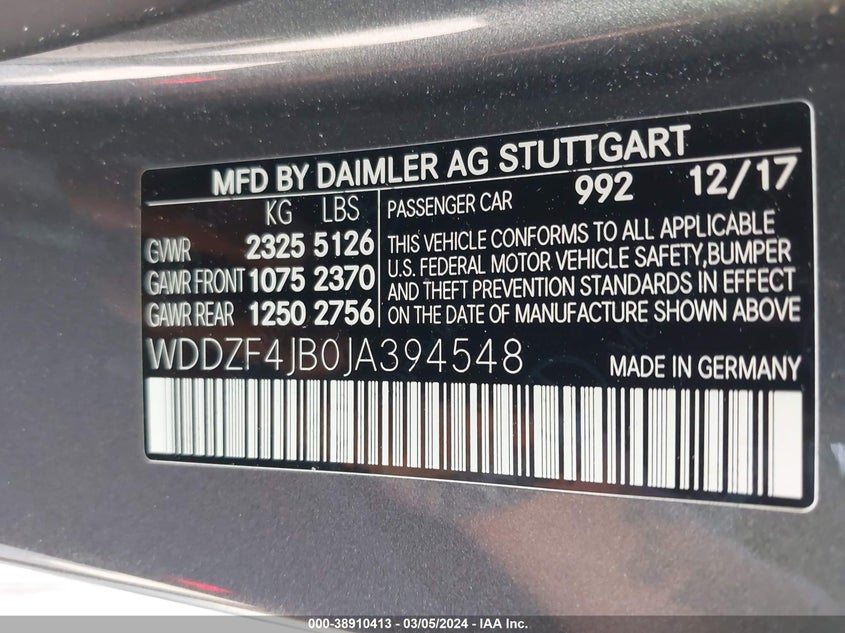 MFD BY DAIMLER AG STUTTGART
KG LBS
GVWR 2325 5126
GAWR FRONT 1075 2370
GAWR REAR 1250 2756
PASSENGER CAR 992 12/17
THIS VEHICLE CONFORMS TO ALL APPLICABLE
U.S. FEDERAL MOTOR VEHICLE SAFETY,BUMPER
AND THEFT PREVENTION STANDARDS IN EFFECT
ON THE DATE OF MANUFACTURE SHOWN ABOVE
WDDZF4JB0JA394548
MADE IN GERMANY
000-38910413 - 03/05/2024 - IAA Inc.